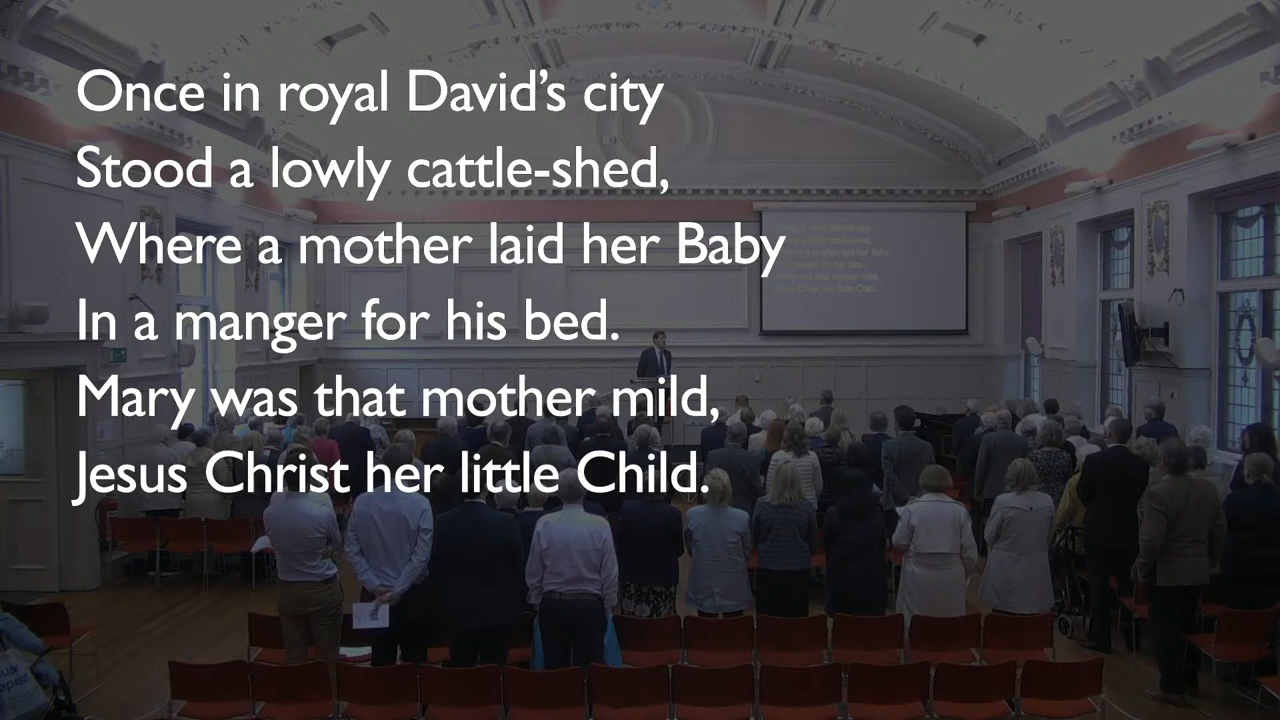 Once in royal David’s city
Stood a lowly cattle-shed,
Where a mother laid her Baby
In a manger for his bed.
Mary was that mother mild,
Jesus Christ her little Child.